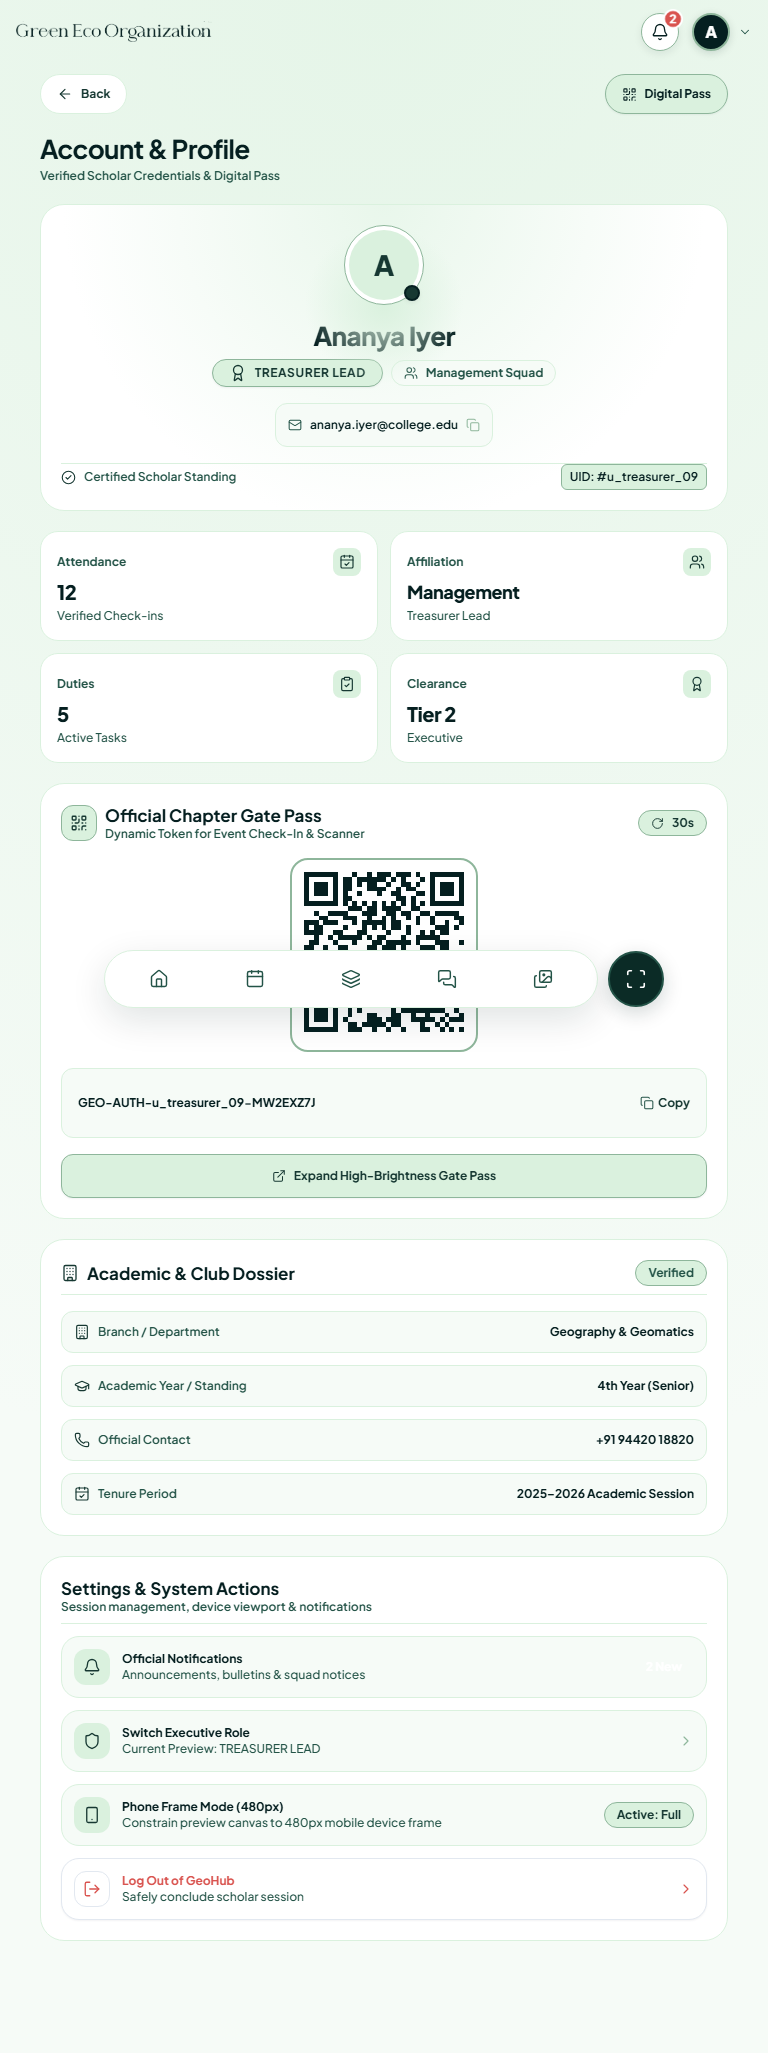 Green Eco Organization
2
A
Back
Digital Pass
Account & Profile
Verified Scholar Credentials & Digital Pass
A
Ananya Iyer
TREASURER LEAD
Management Squad
ananya.iyer@college.edu
Certified Scholar Standing
UID: #u_treasurer_09
Attendance
12
Verified Check-ins
Affiliation
Management
Treasurer Lead
Duties
5
Active Tasks
Clearance
Tier 2
Executive
Official Chapter Gate Pass
Dynamic Token for Event Check-In & Scanner
30s
GEO-AUTH-u_treasurer_09-MW2EXZ7J
Copy
Expand High-Brightness Gate Pass
Academic & Club Dossier
Verified
Branch / Department
Geography & Geomatics
Academic Year / Standing
4th Year (Senior)
Official Contact
+91 94420 18820
Tenure Period
2025-2026 Academic Session
Settings & System Actions
Session management, device viewport & notifications
Official Notifications
Announcements, bulletins & squad notices
2 New
Switch Executive Role
Current Preview: TREASURER LEAD
Phone Frame Mode (480px)
Constrain preview canvas to 480px mobile device frame
Active: Full
Log Out of GeoHub
Safely conclude scholar session